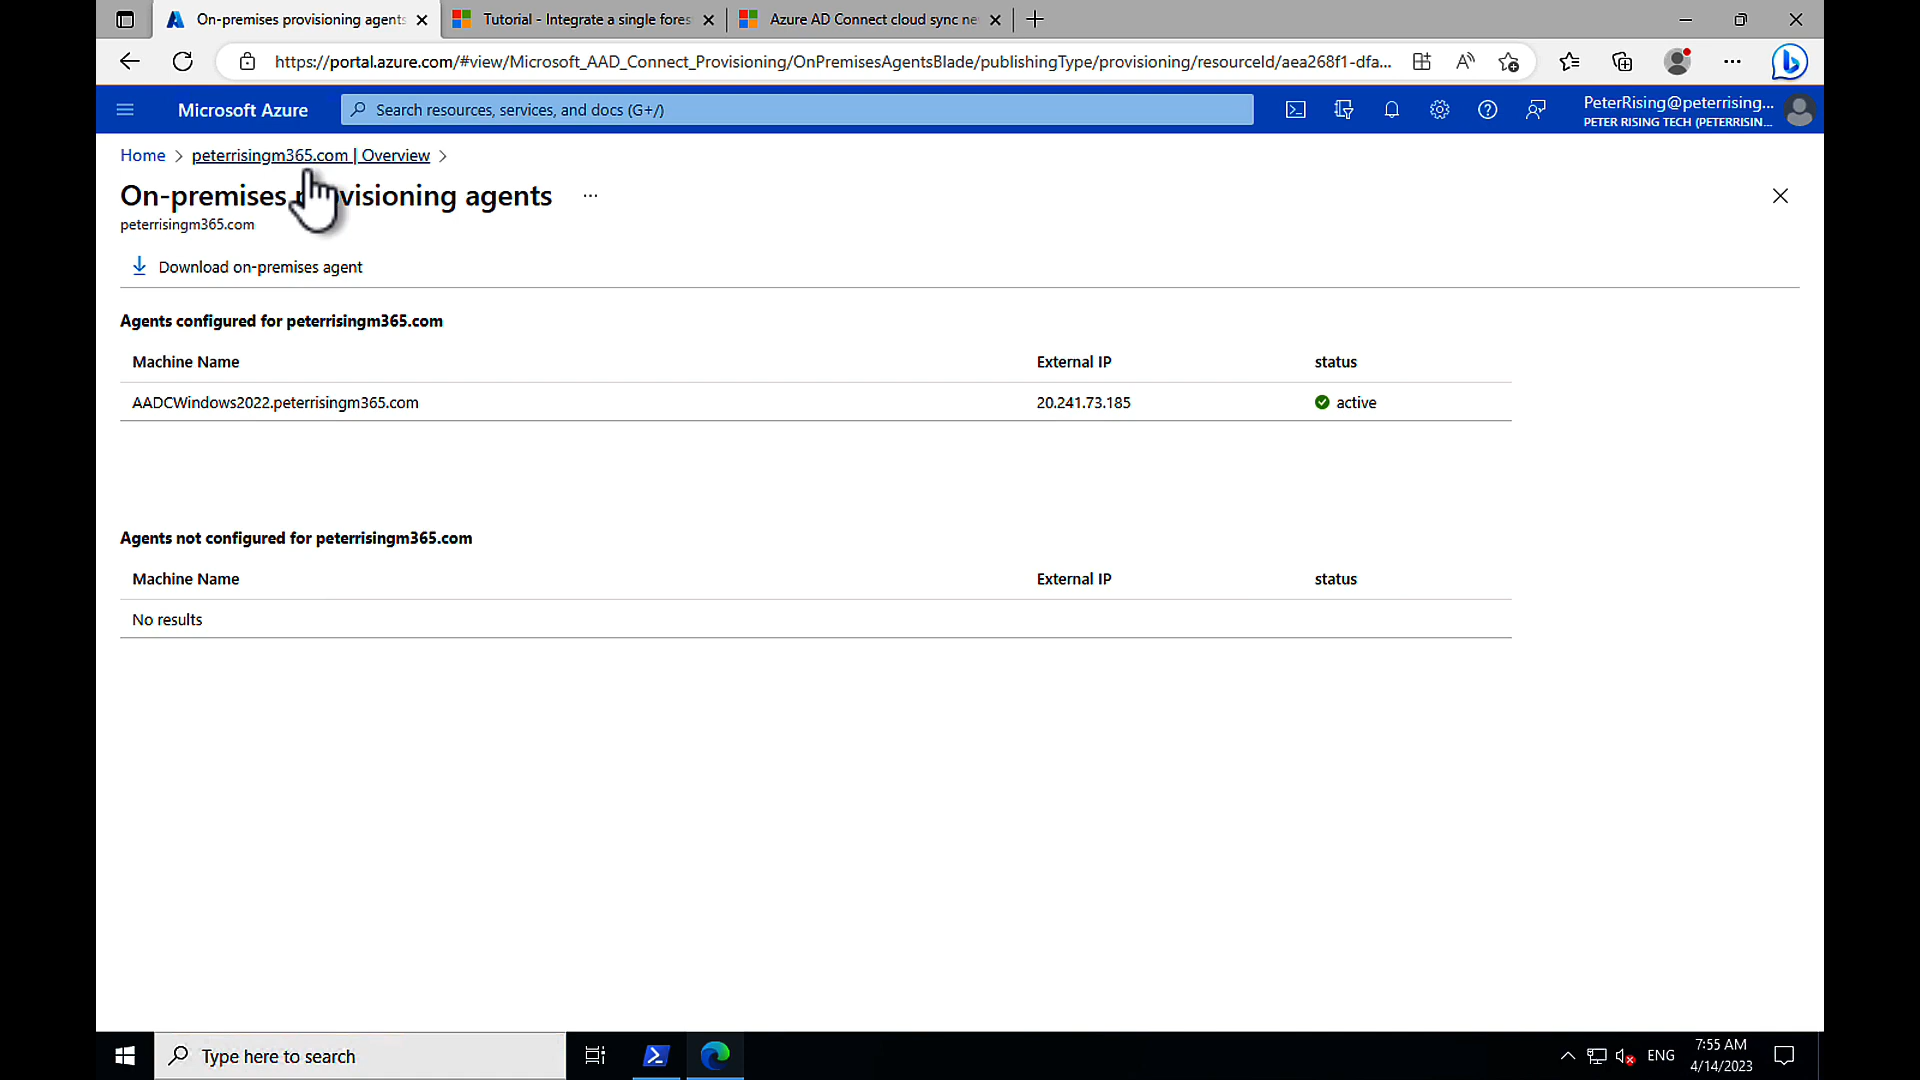 On-premises provisioning agents
Tutorial - Integrate a single fores
Azure AD Connect cloud sync ne
https://portal.azure.com/#view/Microsoft_AAD_Connect_Provisioning/OnPremisesAgentsBlade/publishingType/provisioning/resourceId/aea268f1-dfa...
Microsoft Azure
Search resources, services, and docs (G+/)
PeterRising@peterrising...
PETER RISING TECH (PETERRISIN...
Home > peterrisingm365.com | Overview >
On-premises provisioning agents ...
peterrisingm365.com
Download on-premises agent
Agents configured for peterrisingm365.com
Machine Name External IP status
AADCWindows2022.peterrisingm365.com 20.241.73.185 active
Agents not configured for peterrisingm365.com
Machine Name External IP status
No results
Type here to search
ENG
7:55 AM
4/14/2023